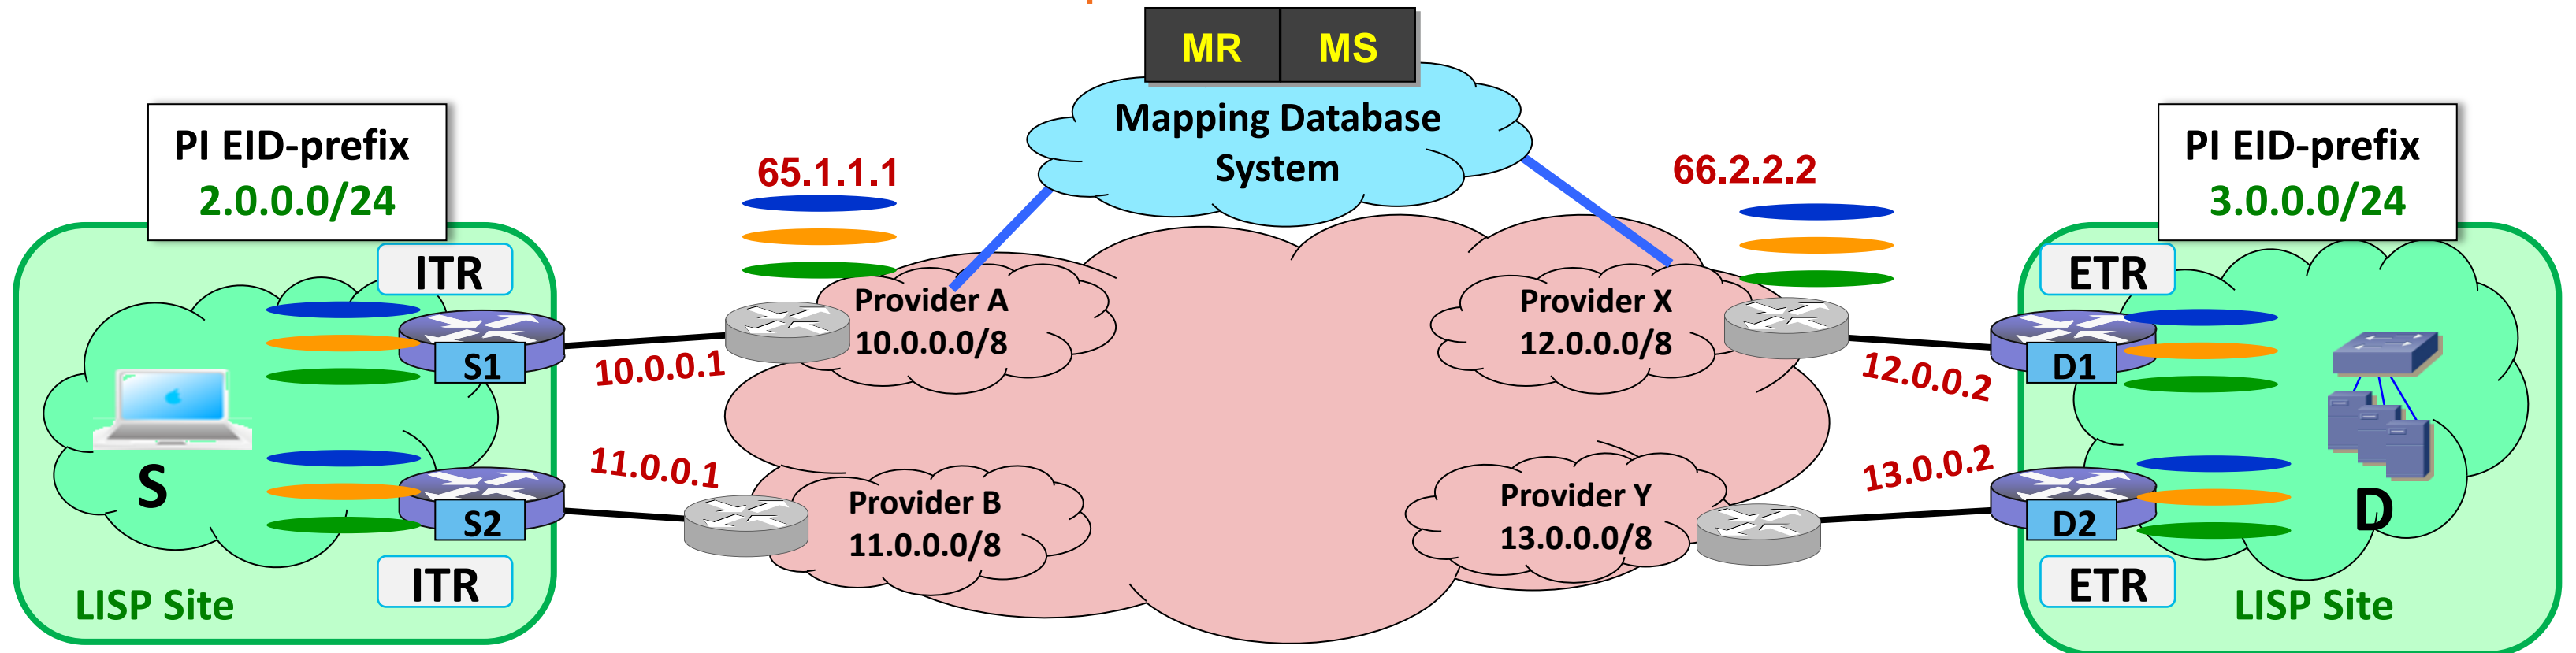 MR
MS
Mapping Database
System
PI EID-prefix
2.0.0.0/24
65.1.1.1
66.2.2.2
PI EID-prefix
3.0.0.0/24
ITR
S1
10.0.0.1
Provider A
10.0.0.0/8
Provider X
12.0.0.0/8
12.0.0.2
ETR
D1
S
S2
ITR
LISP Site
11.0.0.1
Provider B
11.0.0.0/8
Provider Y
13.0.0.0/8
13.0.0.2
D2
ETR
D
LISP Site